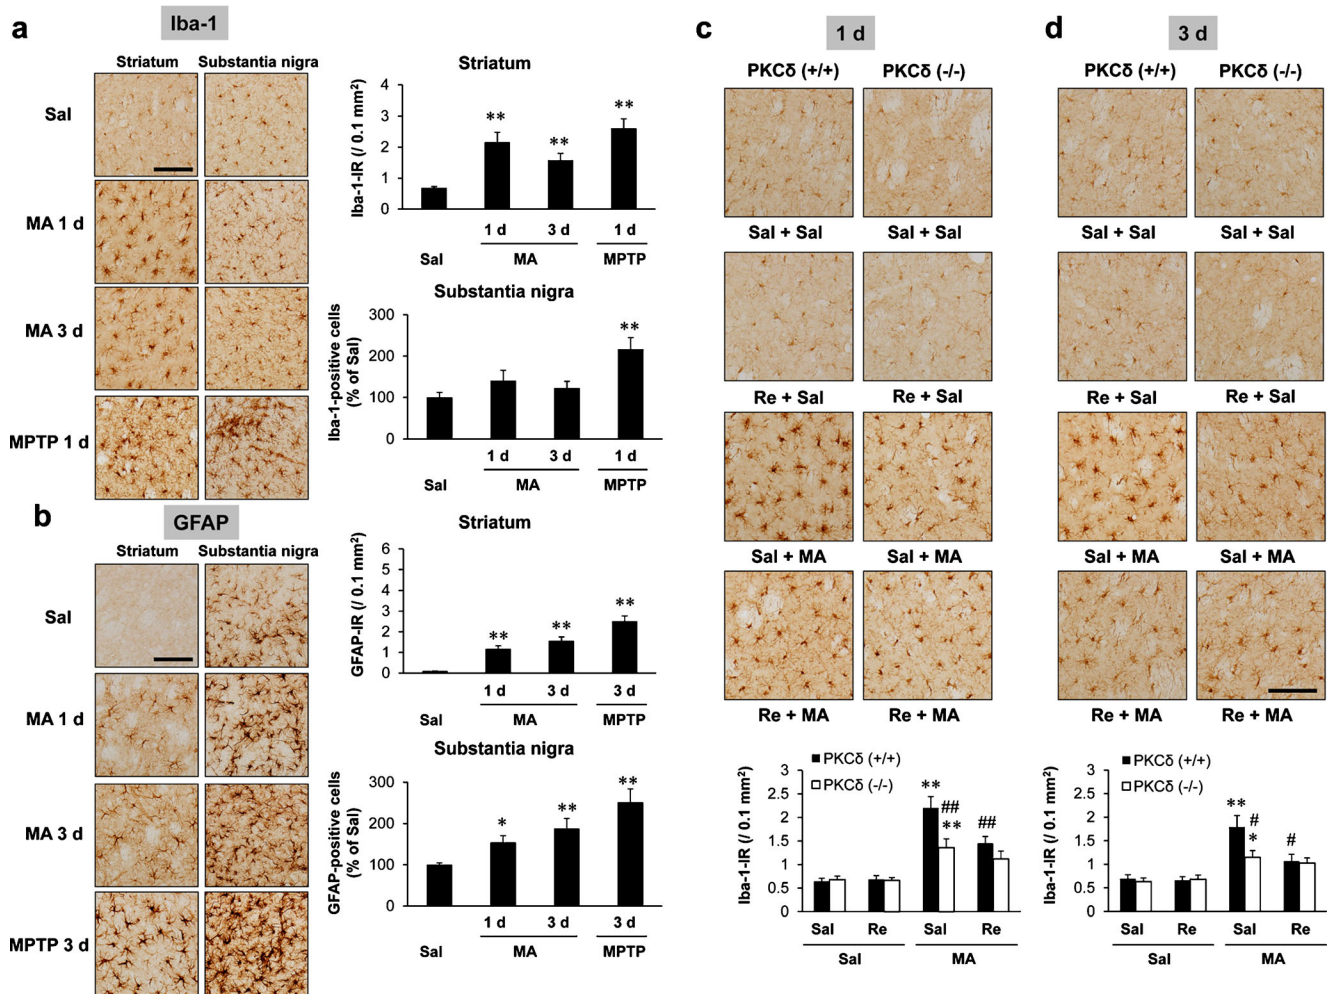 a
Iba-1
Striatum Substantia nigra
Sal
MA 1 d
MA 3 d
MPTP 1 d
Striatum
Iba-1-IR (/ 0.1 mm²)
4
3
2
1
0
**
**
**
1 d 3 d 1 d
Sal MA MPTP
Substantia nigra
Iba-1-positive cells
(% of Sal)
300
200
100
0
**
1 d 3 d 1 d
Sal MA MPTP
b
GFAP
Striatum Substantia nigra
Sal
MA 1 d
MA 3 d
MPTP 3 d
Striatum
GFAP-IR (/ 0.1 mm²)
6
5
4
3
2
1
0
**
**
**
1 d 3 d 3 d
Sal MA MPTP
Substantia nigra
GFAP-positive cells
(% of Sal)
300
200
100
0
*
**
**
1 d 3 d 3 d
Sal MA MPTP
c
1 d
PKCδ (+/+) PKCδ (-/-)
Sal + Sal Sal + Sal
Re + Sal Re + Sal
Sal + MA Sal + MA
Re + MA Re + MA
PKCδ (+/+)
PKCδ (-/-)
Iba-1-IR (/ 0.1 mm²)
3
2.5
2
1.5
1
0.5
0
**
##
**
##
Sal Re Sal Re
Sal MA
d
3 d
PKCδ (+/+) PKCδ (-/-)
Sal + Sal Sal + Sal
Re + Sal Re + Sal
Sal + MA Sal + MA
Re + MA Re + MA
PKCδ (+/+)
PKCδ (-/-)
Iba-1-IR (/ 0.1 mm²)
3
2.5
2
1.5
1
0.5
0
**
#
*
#
Sal Re Sal Re
Sal MA